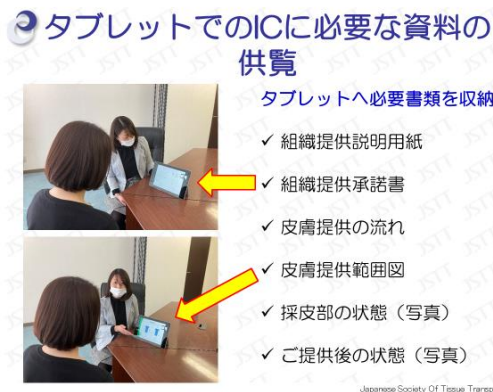 タブレットでのICに必要な資料の
供覧
タブレットへ必要書類を収納
✓ 組織提供説明用紙
✓ 組織提供承諾書
✓ 皮膚提供の流れ
✓ 皮膚提供範囲図
✓ 採皮部の状態（写真）
✓ ご提供後の状態（写真）
Japanese Society Of Tissue Transp
JSTT